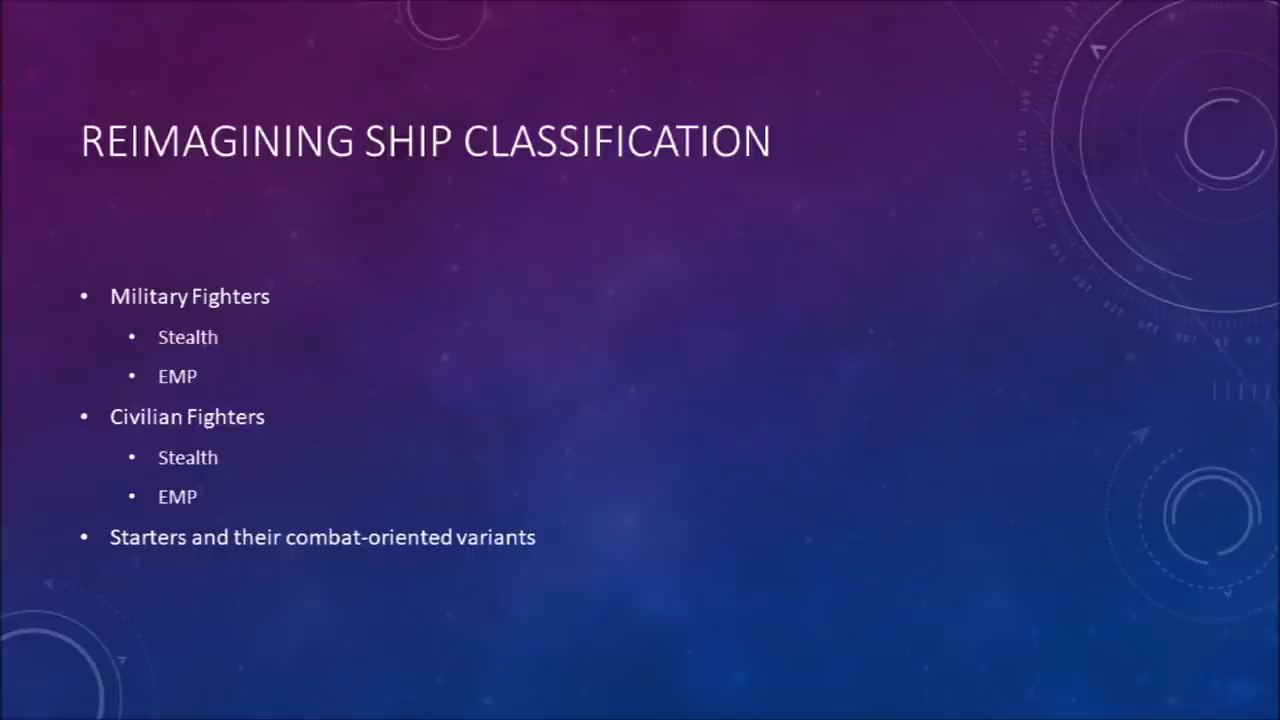 REIMAGINING SHIP CLASSIFICATION
• Military Fighters
• Stealth
• EMP
• Civilian Fighters
• Stealth
• EMP
• Starters and their combat-oriented variants